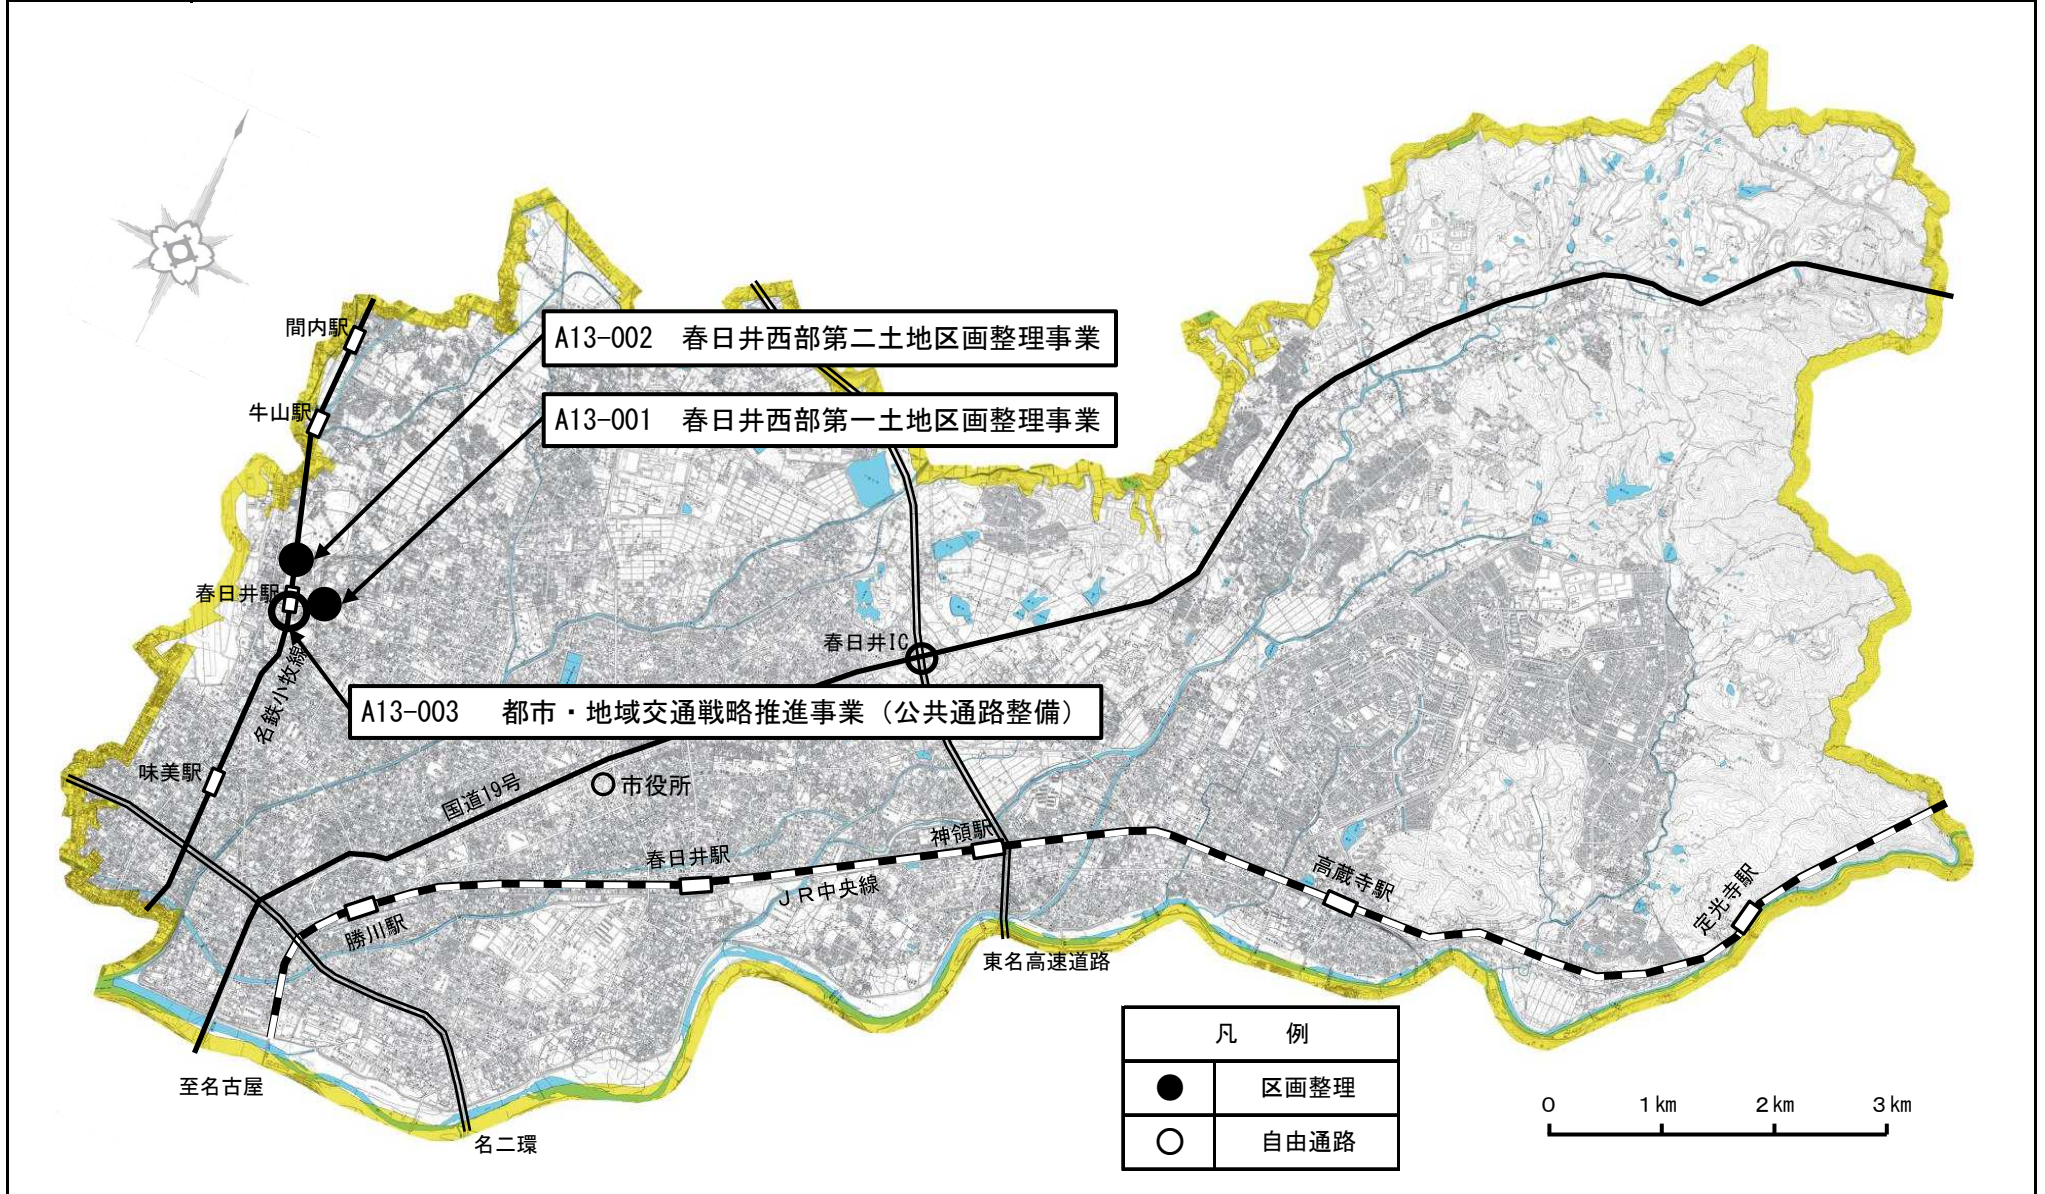 間内駅
A13-002 春日井西部第二土地区画整理事業
牛山駅
A13-001 春日井西部第一土地区画整理事業
春日井駅
春日井IC
名鉄小牧線
A13-003 都市・地域交通戦略推進事業（公共通路整備）
味美駅
国道19号
市役所
神領駅
春日井駅
高蔵寺駅
JR中央線
定光寺駅
勝川駅
東名高速道路
至名古屋
名二環
凡 例
● 区画整理
○ 自由通路
0 1km 2km 3km